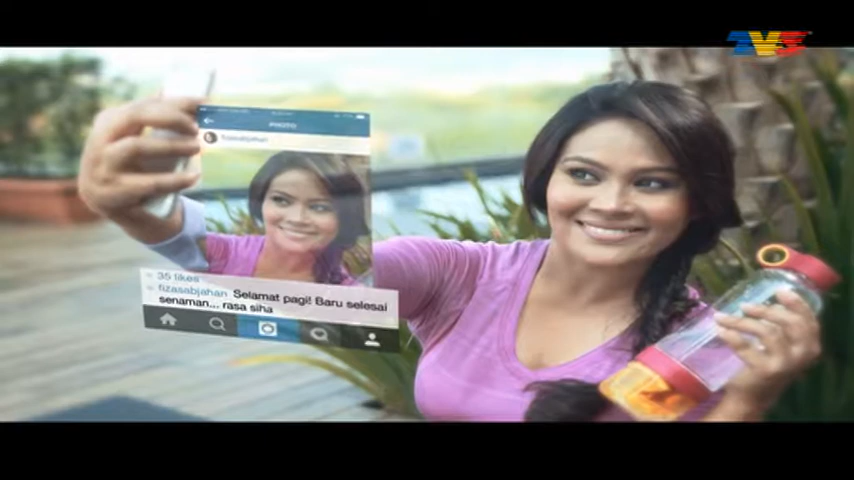 TV3
PHOTO
fizasabjahan
35 likes
fizasabjahan Selamat pagi! Baru selesai
senaman... rasa siha